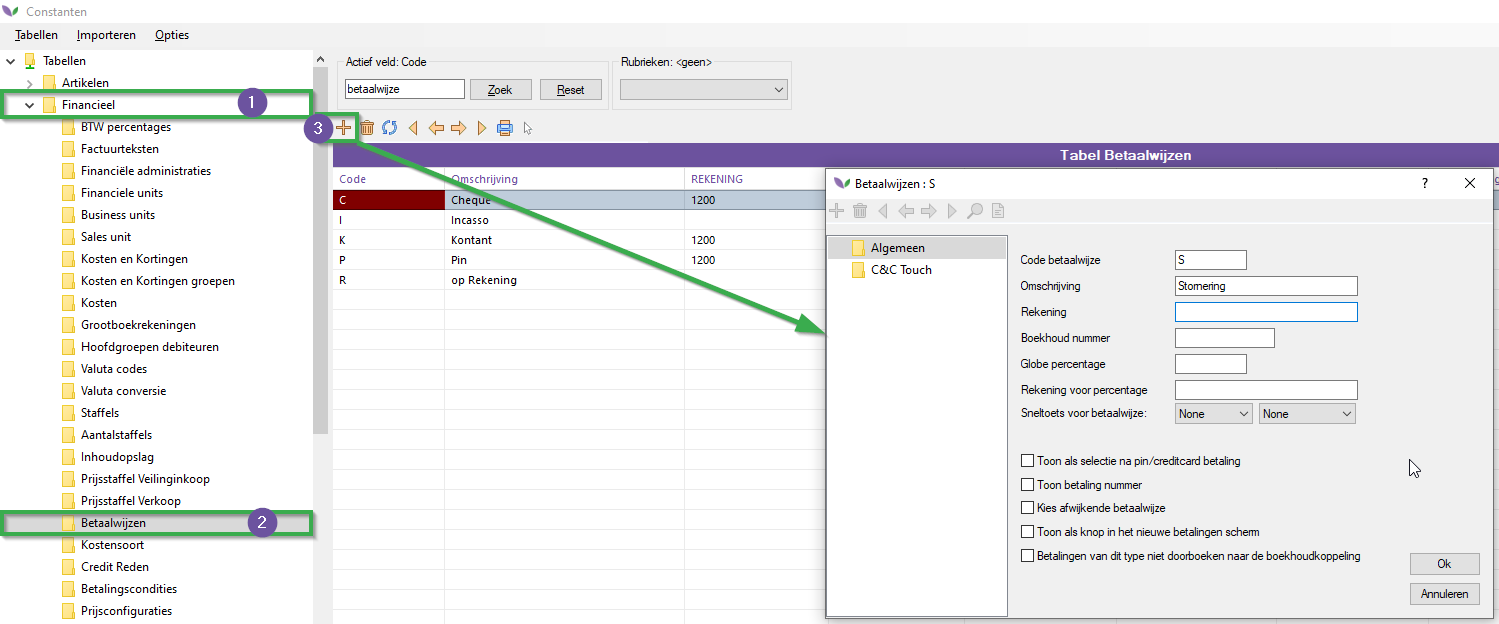 Constanten
Tabellen Importeren Opties
Tabellen
Artikelen
Financieel 1
BTW percentages
Factuurteksten
Financiële administraties
Financiele units
Business units
Sales unit
Kosten en Kortingen
Kosten en Kortingen groepen
Kosten
Grootboekrekeningen
Hoofdgroepen debiteuren
Valuta codes
Valuta conversie
Staffels
Aantalstaffels
Inhoudopslag
Prijsstaffel Veilinginkoop
Prijsstaffel Verkoop
Betaalwijzen 2
Kostensoort
Credit Reden
Betalingscondities
Prijsconfiguraties
Actief veld: Code
betaalwijze Zoek Reset
Rubrieken: <geen>
3
Tabel Betaalwijzen
Code Omschrijving REKENING
C Cheque 1200
I Incasso
K Kontant 1200
P Pin 1200
R op Rekening
Betaalwijzen : S ?
Algemeen
C&C Touch
Code betaalwijze S
Omschrijving Stornering
Rekening
Boekhoud nummer
Globe percentage
Rekening voor percentage
Sneltoets voor betaalwijze: None None
Toon als selectie na pin/creditcard betaling
Toon betaling nummer
Kies afwijkende betaalwijze
Toon als knop in het nieuwe betalingen scherm
Betalingen van dit type niet doorboeken naar de boekhoudkoppeling
Ok
Annuleren